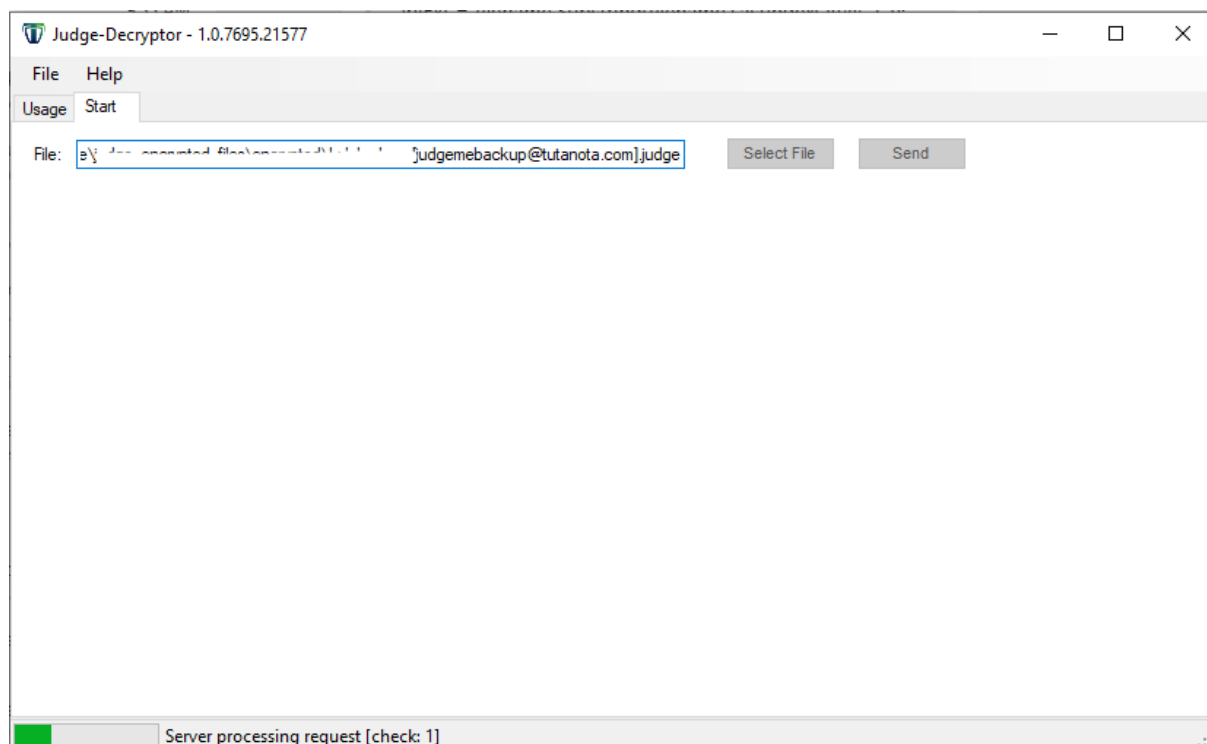 Judge-Decryptor - 1.0.7695.21577
File Help
Usage Start
File: judgemebackup@tutanota.com].judge Select File Send
Server processing request [check: 1]